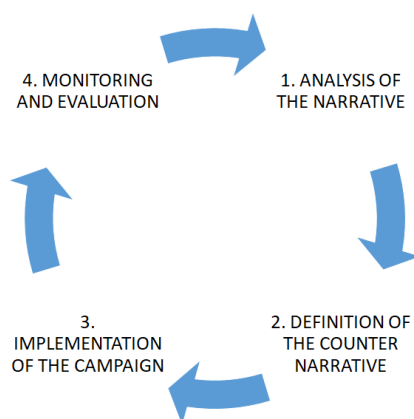 4. MONITORING
AND EVALUATION
1. ANALYSIS OF
THE NARRATIVE
3.
IMPLEMENTATION
OF THE CAMPAIGN
2. DEFINITION OF
THE COUNTER
NARRATIVE